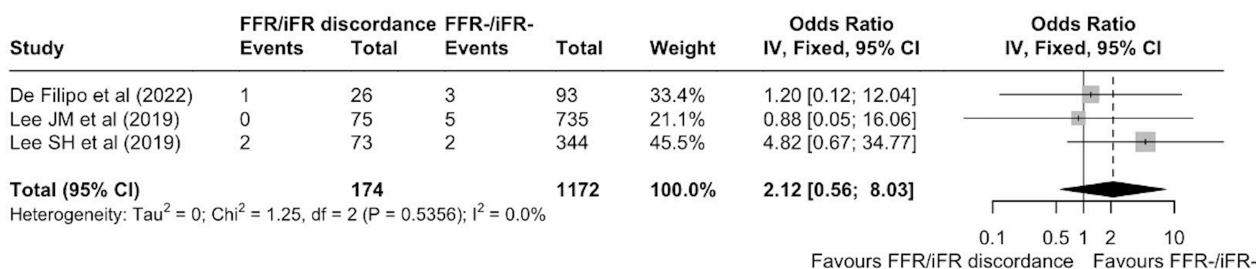 FFR/iFR discordance FFR-/iFR- Odds Ratio Odds Ratio
Study Events Total Events Total Weight IV, Fixed, 95% CI IV, Fixed, 95% CI
De Filipo et al (2022) 1 26 3 93 33.4% 1.20 [0.12; 12.04]
Lee JM et al (2019) 0 75 5 735 21.1% 0.88 [0.05; 16.06]
Lee SH et al (2019) 2 73 2 344 45.5% 4.82 [0.67; 34.77]
Total (95% CI) 174 1172 100.0% 2.12 [0.56; 8.03]
Heterogeneity: Tau² = 0; Chi² = 1.25, df = 2 (P = 0.5356); I² = 0.0%
0.1 0.5 1 2 10
Favours FFR/iFR discordance Favours FFR-/iFR-